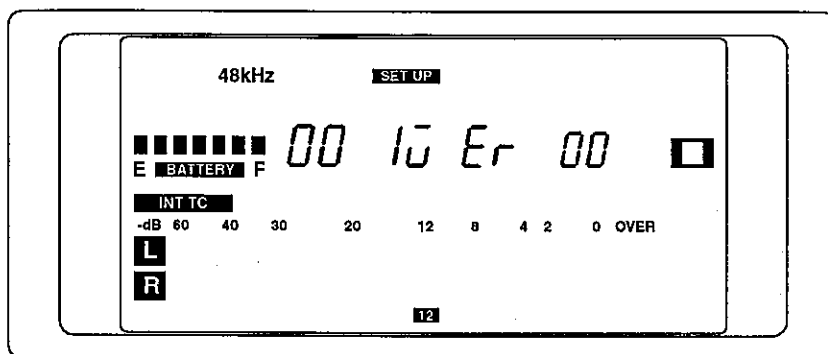 48kHz SET UP
00 1ū Er 00
E BATTERY F
INT TC
-dB 60 40 30 20 12 8 4 2 0 OVER
L
R
12